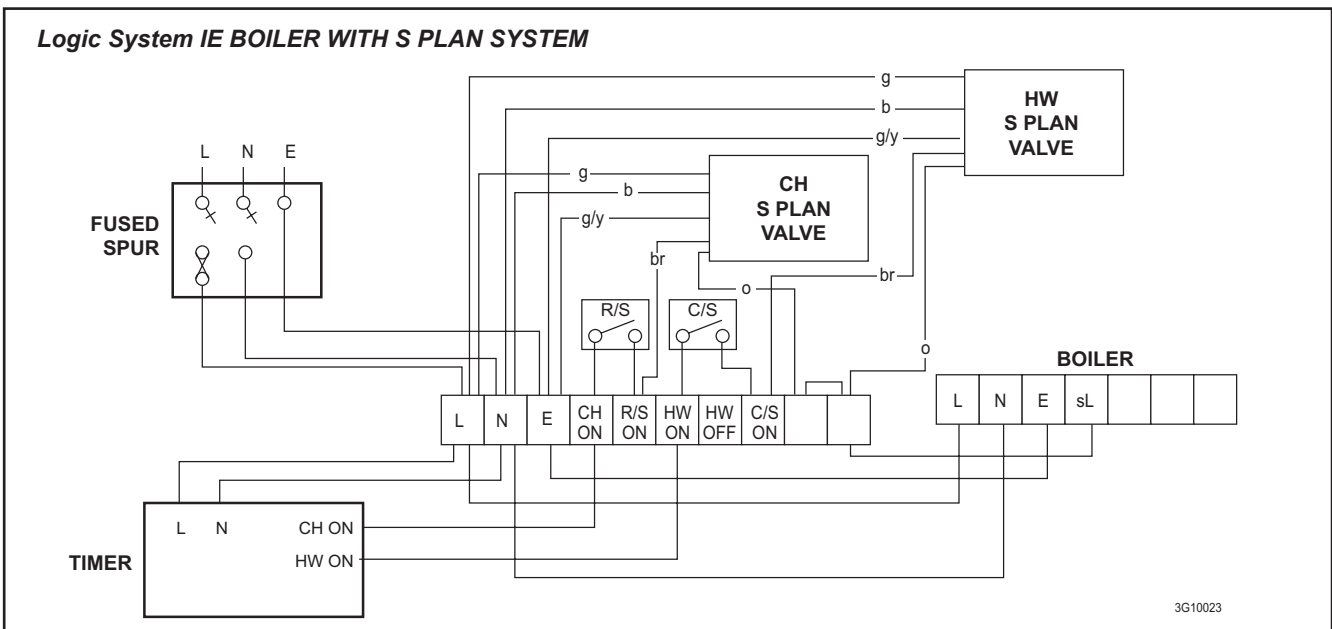 Logic System IE BOILER WITH S PLAN SYSTEM
g
HW
S PLAN
VALVE
b
g/y
L N E
g
CH
S PLAN
VALVE
b
FUSED
SPUR
g/y
br
br
o
R/S
C/S
o
BOILER
L N E sL
L N E CH ON R/S ON HW ON HW OFF C/S ON
L N CH ON
HW ON
TIMER
3G10023